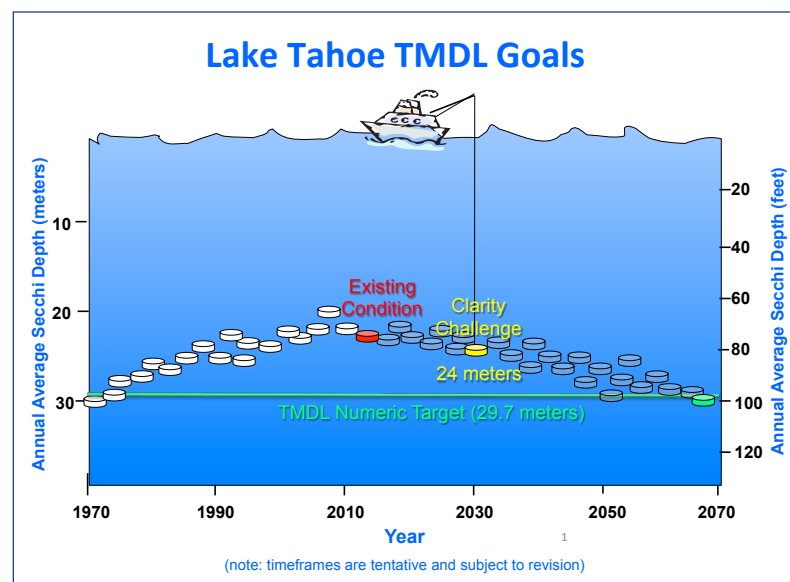 Lake Tahoe TMDL Goals
Annual Average Secchi Depth (meters)
10
20
30
Existing
Condition
Clarity
Challenge
24 meters
TMDL Numeric Target (29.7 meters)
20
40
60
80
100
120
Annual Average Secchi Depth (feet)
1970
1990
2010
2030
2050
2070
Year
1
(note: timeframes are tentative and subject to revision)